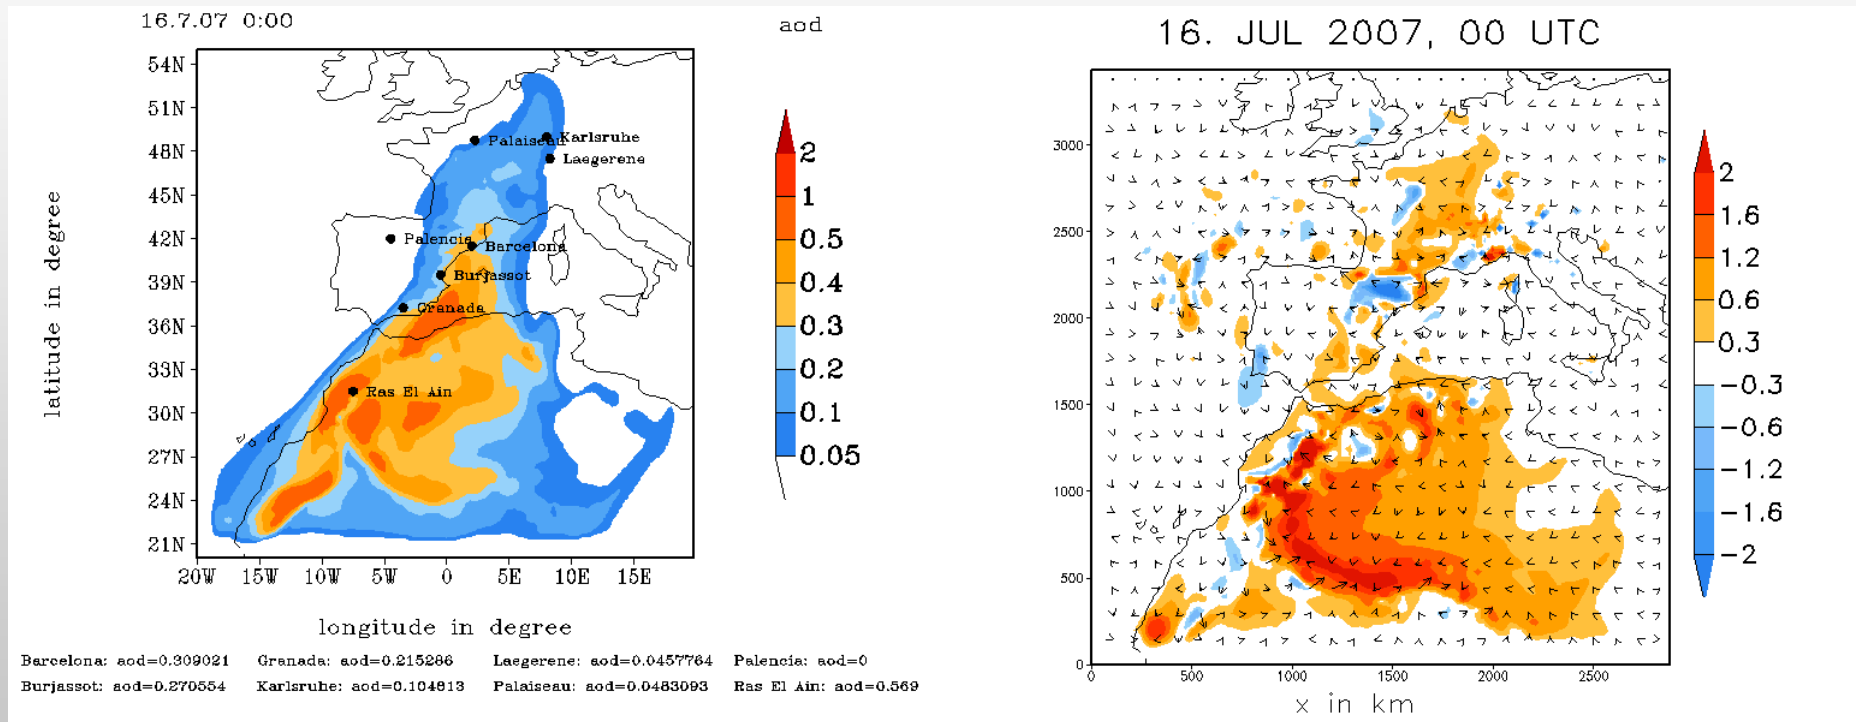 16.7.07 0:00
aod
54N
51N
48N
45N
42N
39N
36N
33N
30N
27N
24N
21N
20W 15W 10W 5W 0 5E 10E 15E
latitude in degree
longitude in degree
Palaiseau
Karlsruhe
Laegerene
Palencia
Barcelona
Burjassot
Granada
Ras El Ain
2
1
0.5
0.4
0.3
0.2
0.1
0.05
Barcelona: aod=0.309021 Granada: aod=0.215286 Laegerene: aod=0.0457764 Palencia: aod=0
Burjassot: aod=0.270554 Karlsruhe: aod=0.104813 Palaiseau: aod=0.0483093 Ras El Ain: aod=0.569
16. JUL 2007, 00 UTC
3000
2500
2000
1500
1000
500
0
0 500 1000 1500 2000 2500
x in km
2
1.6
1.2
0.6
0.3
−0.3
−0.6
−1.2
−1.6
−2